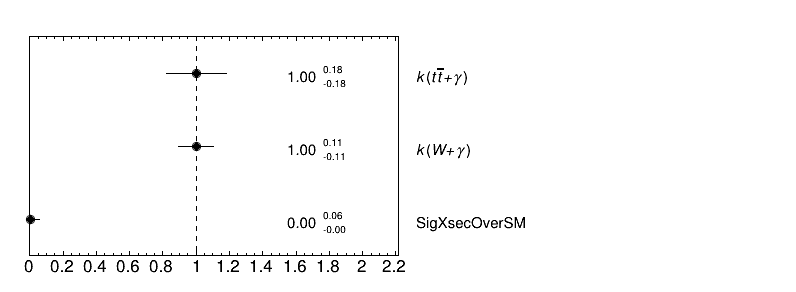 1.00 0.18 -0.18 k(tt̅+γ)
1.00 0.11 -0.11 k(W+γ)
0.00 0.06 -0.00 SigXsecOverSM
0 0.2 0.4 0.6 0.8 1 1.2 1.4 1.6 1.8 2 2.2